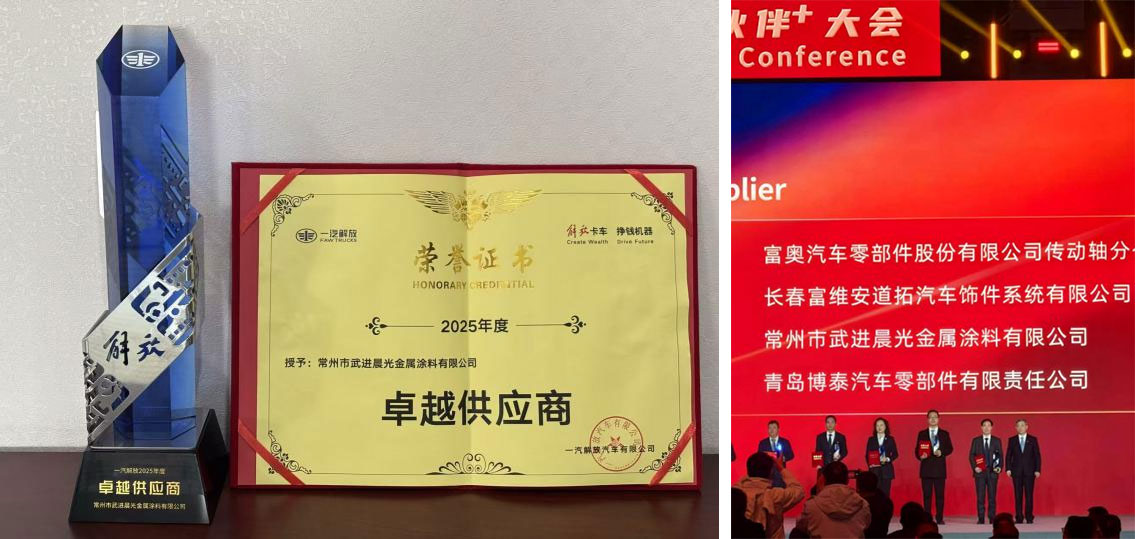 解放
一汽解放2025年度
卓越供应商
常州市武进晨光金属涂料有限公司
一汽解放
FAW TRUCKS
解放卡车 挣钱机器
Create Wealth Drive Future
荣誉证书
HONORARY CREDENTIAL
2025年度
授予：常州市武进晨光金属涂料有限公司
卓越供应商
一汽解放汽车有限公司
伙伴+大会
Conference
plier
富奥汽车零部件股份有限公司传动轴分
长春富维安道拓汽车饰件系统有限公司
常州市武进晨光金属涂料有限公司
青岛博泰汽车零部件有限责任公司